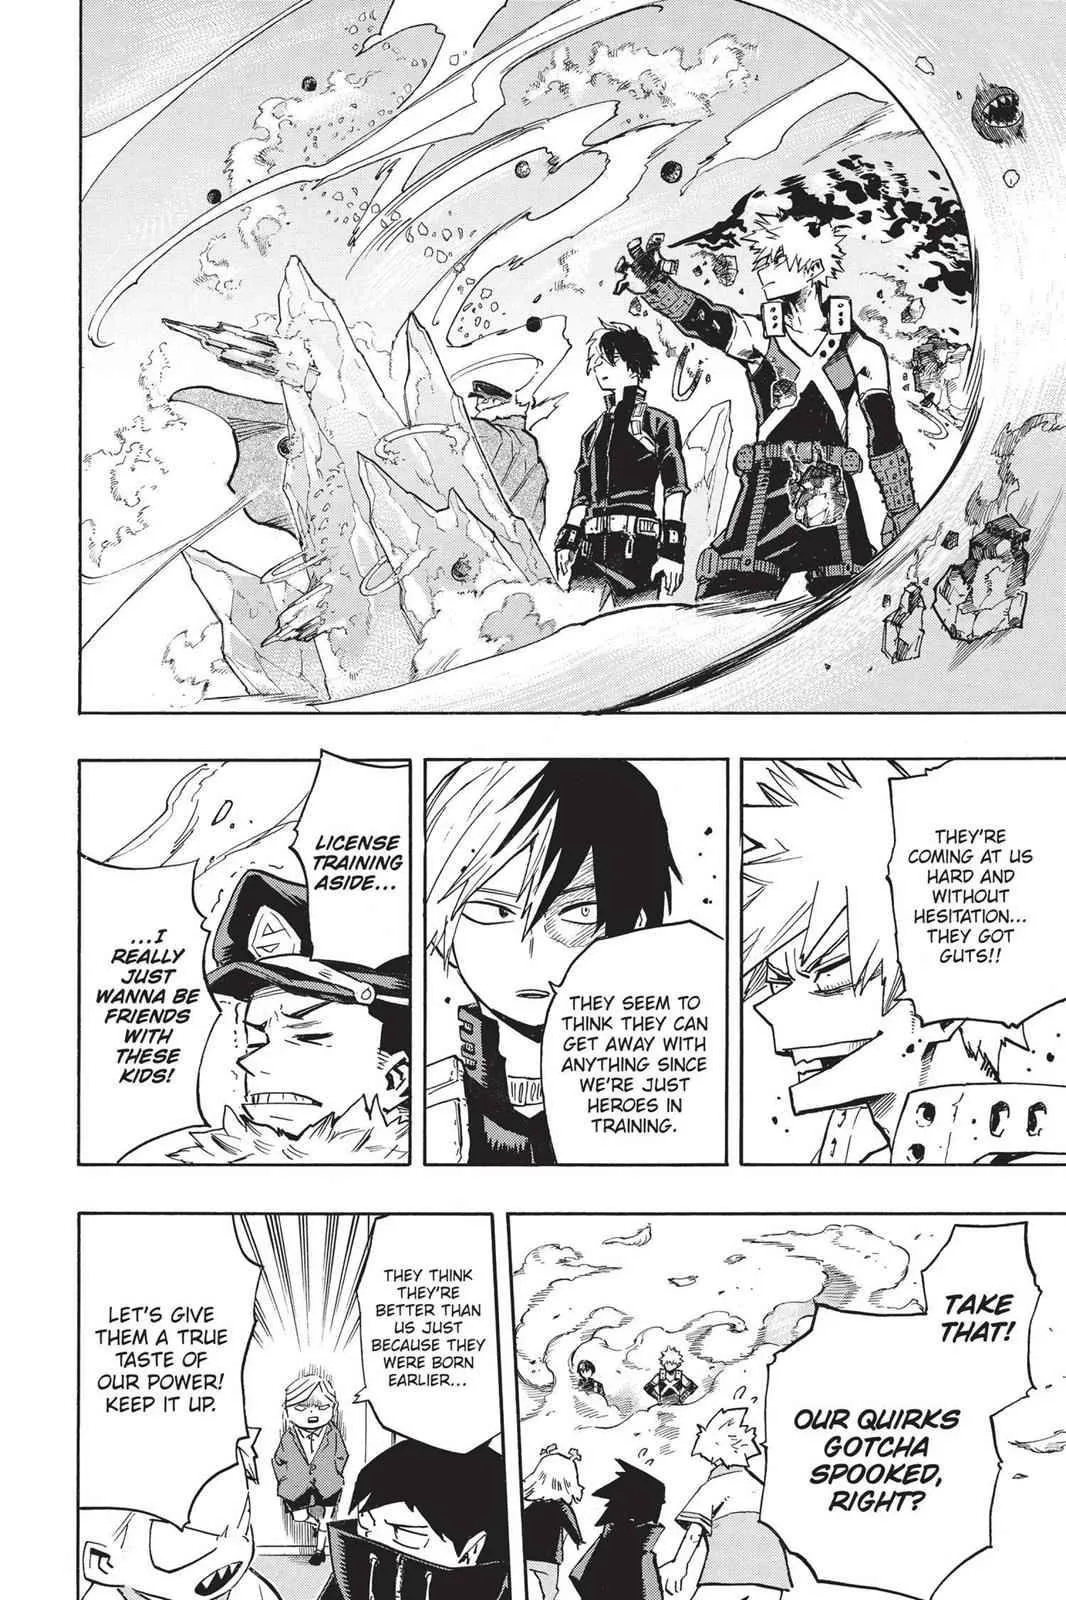 THEY'RE
COMING AT US
HARD AND
WITHOUT
HESITATION...
THEY GOT
GUTS!!
THEY SEEM TO
THINK THEY CAN
GET AWAY WITH
ANYTHING SINCE
WE'RE JUST
HEROES IN
TRAINING.
LICENSE
TRAINING
ASIDE...
...I
REALLY
JUST
WANNA BE
FRIENDS
WITH
THESE
KIDS!
TAKE
THAT!
OUR QUIRKS
GOTCHA
SPOOKED,
RIGHT?
THEY THINK
THEY'RE
BETTER THAN
US JUST
BECAUSE THEY
WERE BORN
EARLIER...
LET'S GIVE
THEM A TRUE
TASTE OF
OUR POWER!
KEEP IT UP.